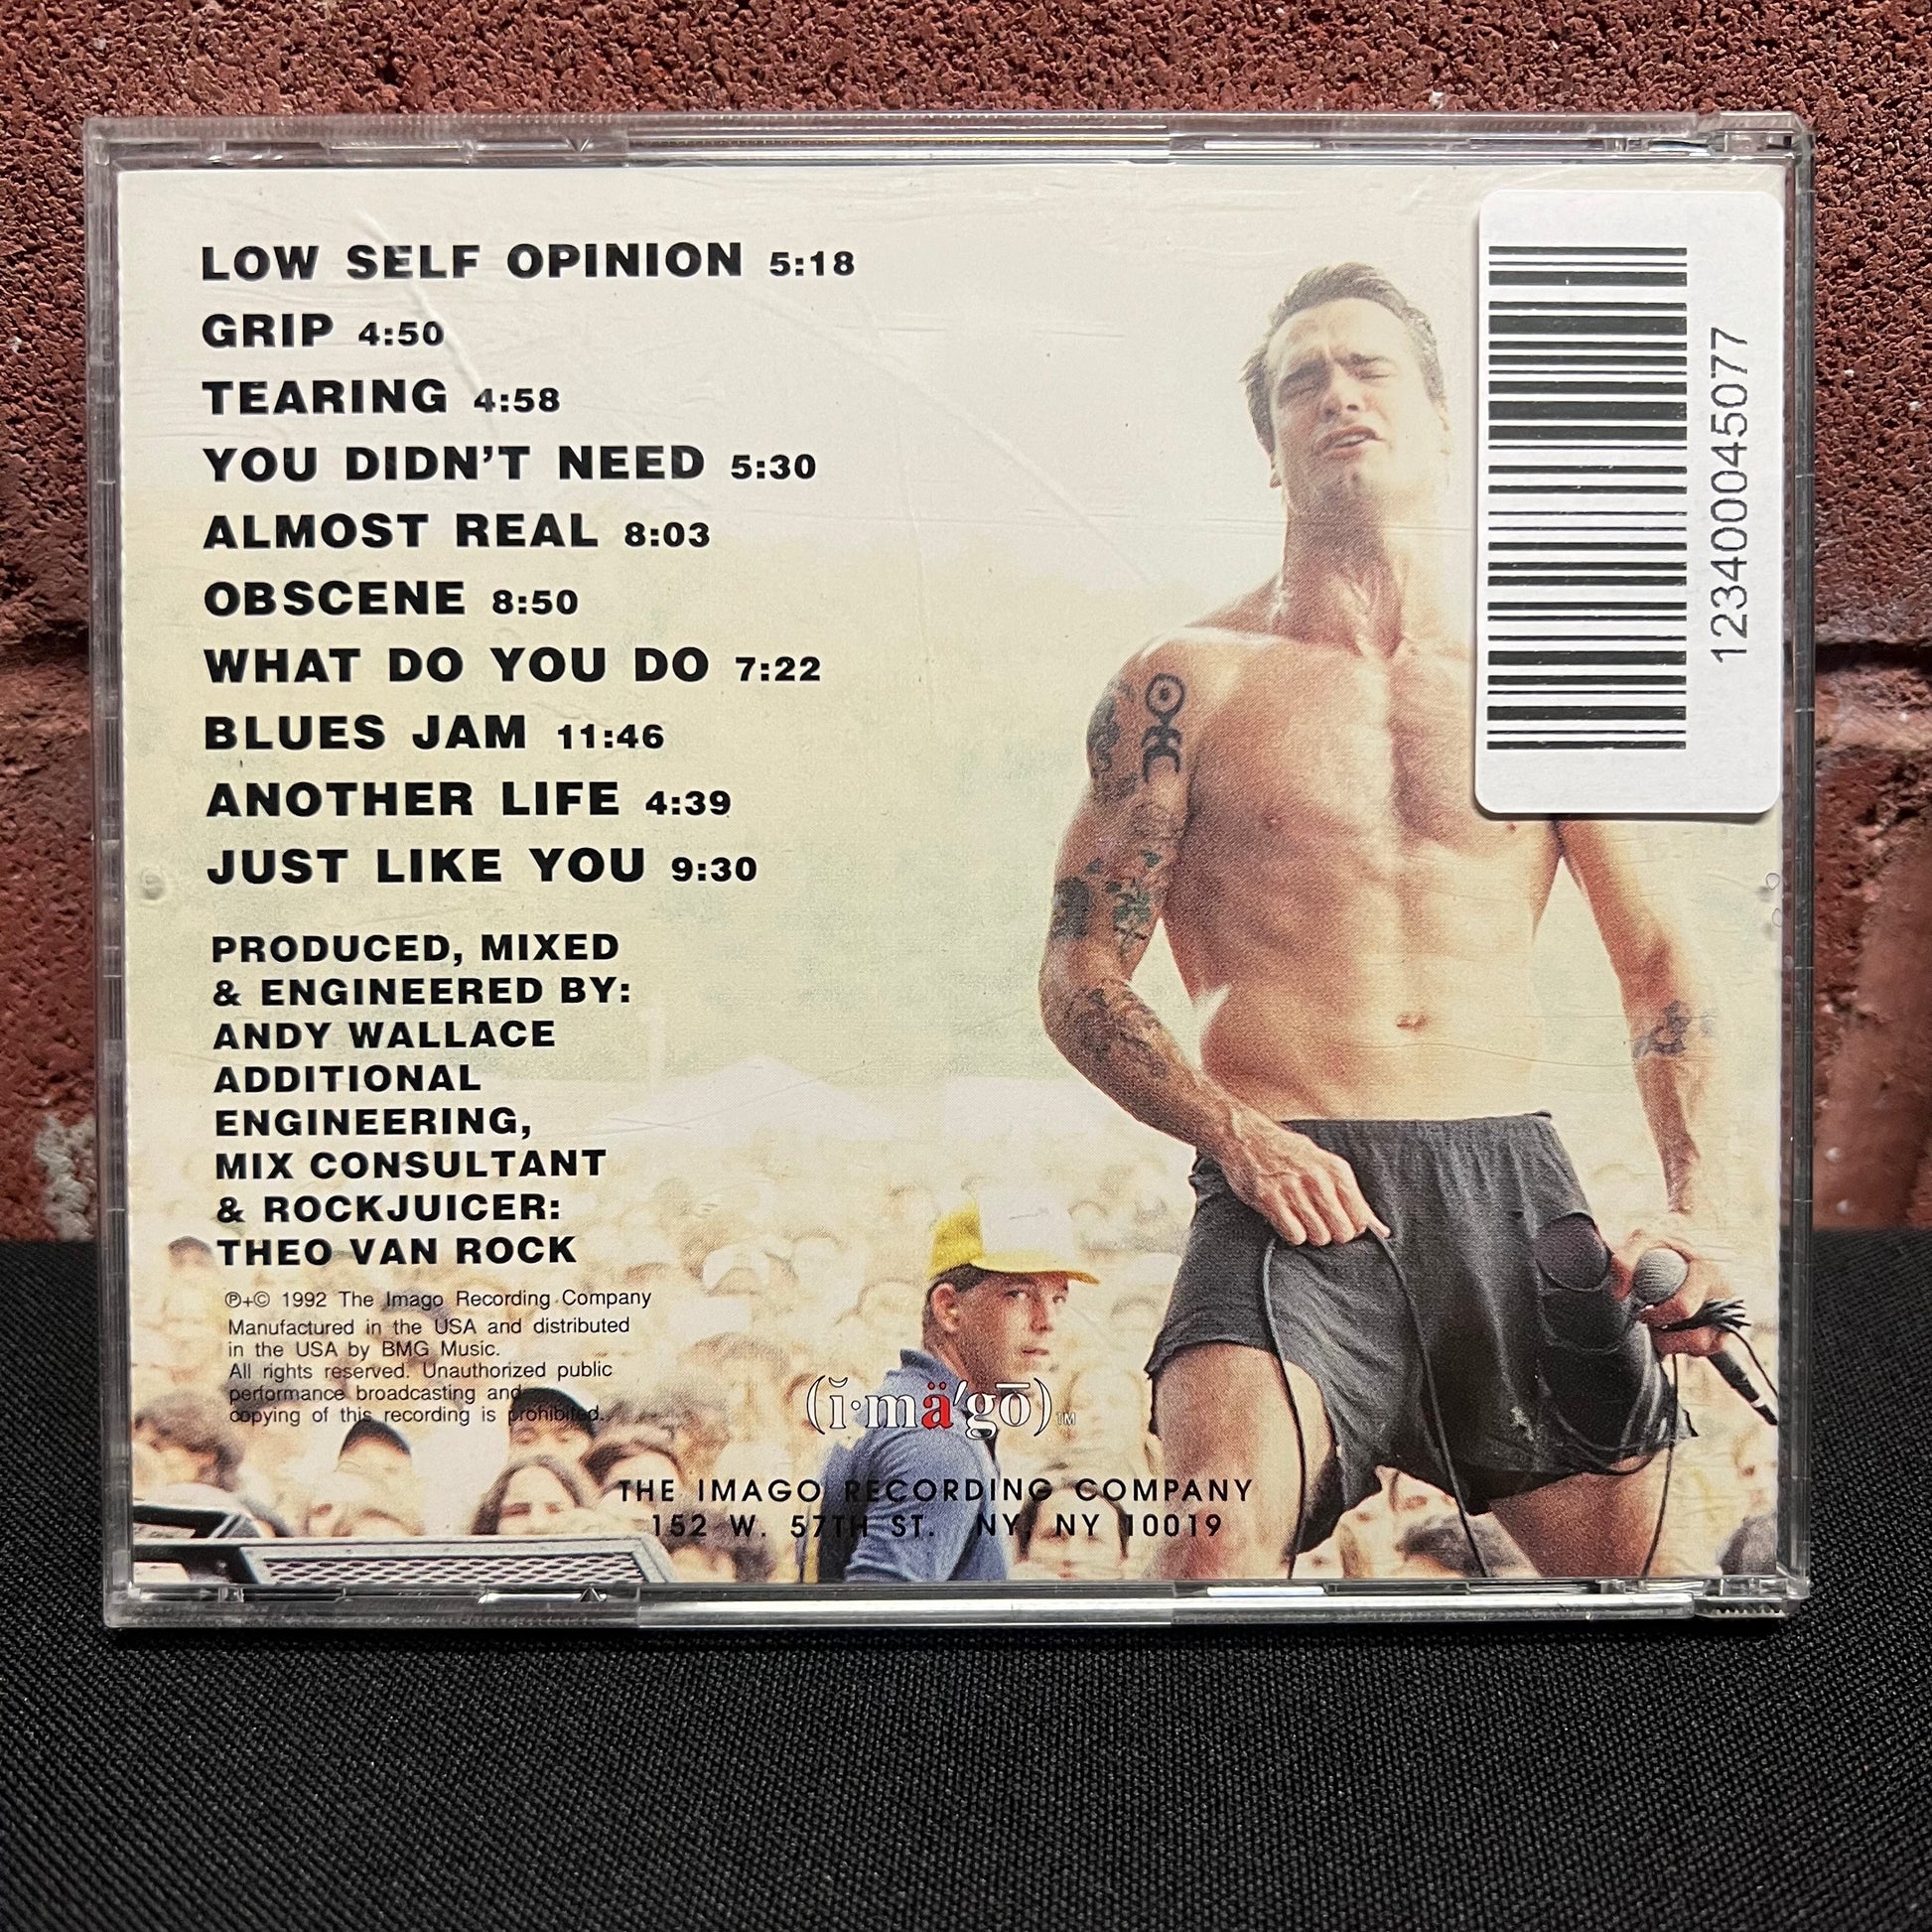 LOW SELF OPINION 5:18
GRIP 4:50
TEARING 4:58
YOU DIDN'T NEED 5:30
ALMOST REAL 8:03
OBSCENE 8:50
WHAT DO YOU DO 7:22
BLUES JAM 11:46
ANOTHER LIFE 4:39
JUST LIKE YOU 9:30
PRODUCED, MIXED
& ENGINEERED BY:
ANDY WALLACE
ADDITIONAL
ENGINEERING,
MIX CONSULTANT
& ROCKJUICER:
THEO VAN ROCK
℗+© 1992 The Imago Recording Company
Manufactured in the USA and distributed
in the USA by BMG Music.
All rights reserved. Unauthorized public
performance broadcasting and
copying of this recording is prohibited.
(ĭ·mä′gō)™
THE IMAGO RECORDING COMPANY
152 W. 57TH ST. NY, NY 10019
123400045077